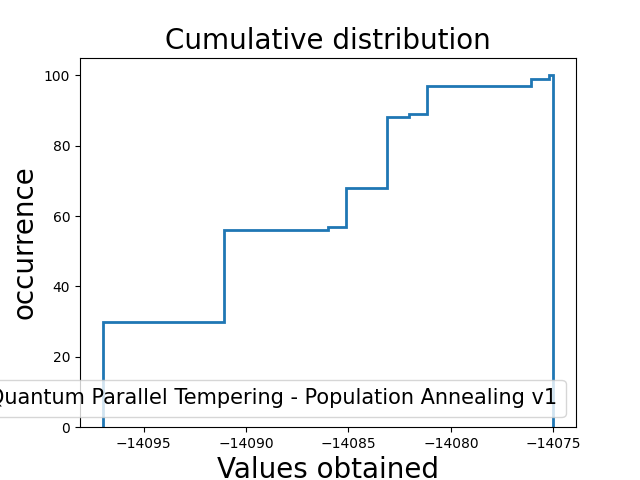 Cumulative distribution
occurrence
100
80
60
40
20
0
Quantum Parallel Tempering - Population Annealing v1
−14095 −14090 −14085 −14080 −14075
Values obtained